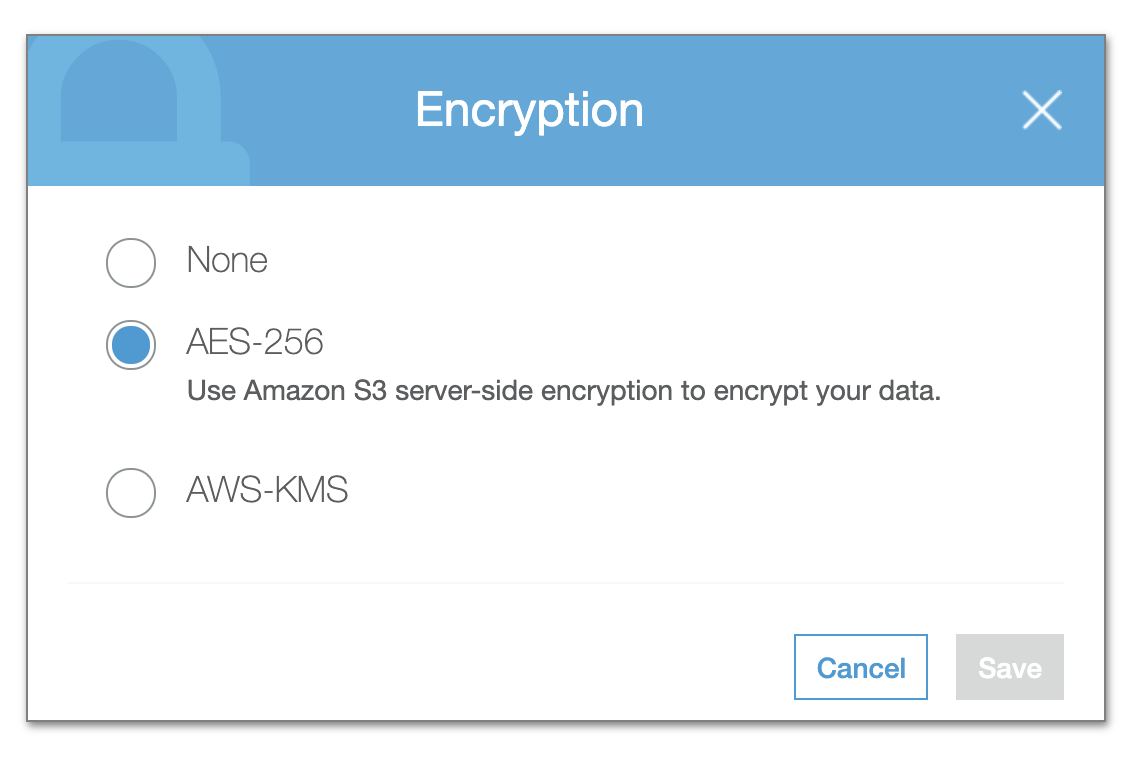 Encryption
None
AES-256
Use Amazon S3 server-side encryption to encrypt your data.
AWS-KMS
Cancel
Save